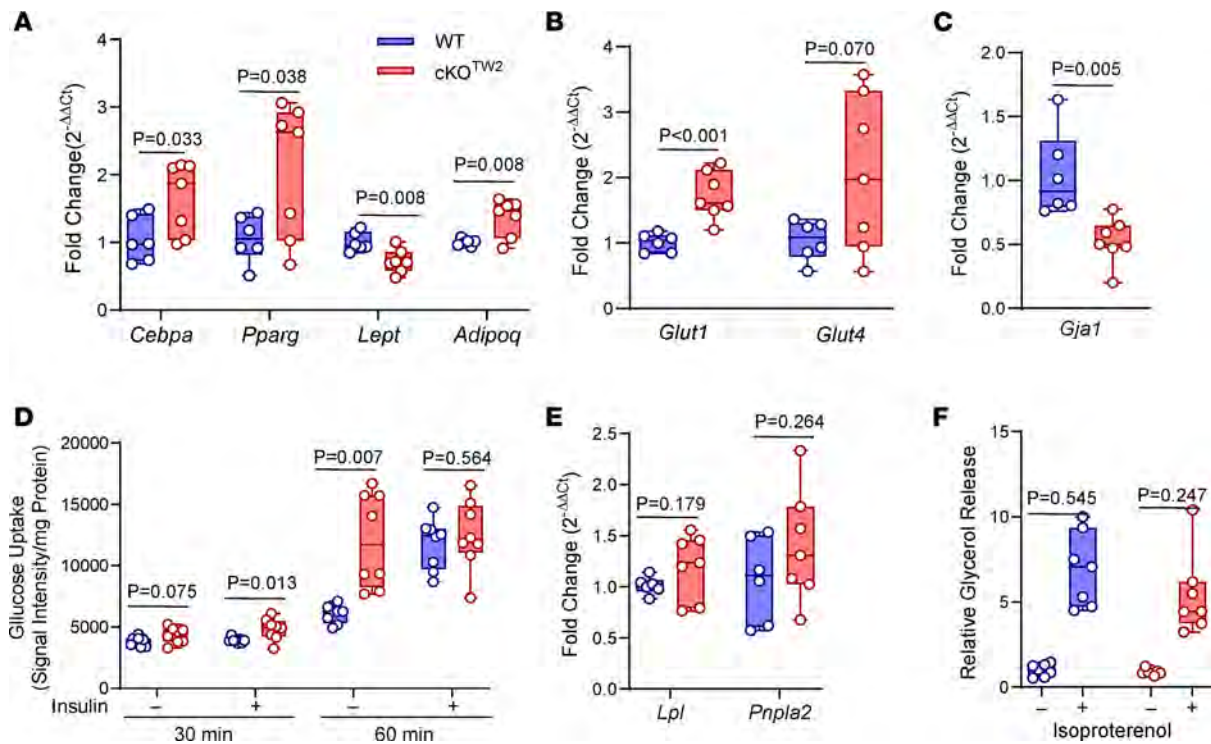 A
WT
cKO^TW2
Fold Change(2^-ΔΔCt)
4
3
2
1
0
P=0.033
P=0.038
P=0.008
P=0.008
Cebpa
Pparg
Lept
Adipoq
B
Fold Change (2^-ΔΔCt)
4
3
2
1
0
P<0.001
P=0.070
Glut1
Glut4
C
Fold Change (2^-ΔΔCt)
2.0
1.5
1.0
0.5
0.0
P=0.005
Gja1
D
Glucose Uptake
(Signal Intensity/mg Protein)
20000
15000
10000
5000
0
P=0.075
P=0.013
P=0.007
P=0.564
Insulin – + – +
30 min 60 min
E
Fold Change (2^-ΔΔCt)
2.5
2.0
1.5
1.0
0.5
0.0
P=0.179
P=0.264
Lpl
Pnpla2
F
Relative Glycerol Release
15
10
5
0
P=0.545
P=0.247
– + – +
Isoproterenol